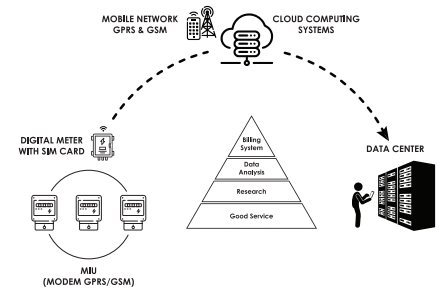 MOBILE NETWORK
GPRS & GSM
CLOUD COMPUTING
SYSTEMS
DIGITAL METER
WITH SIM CARD
DATA CENTER
Billing
System
Data
Analysis
Research
Good Service
MIU
(MODEM GPRS/GSM)